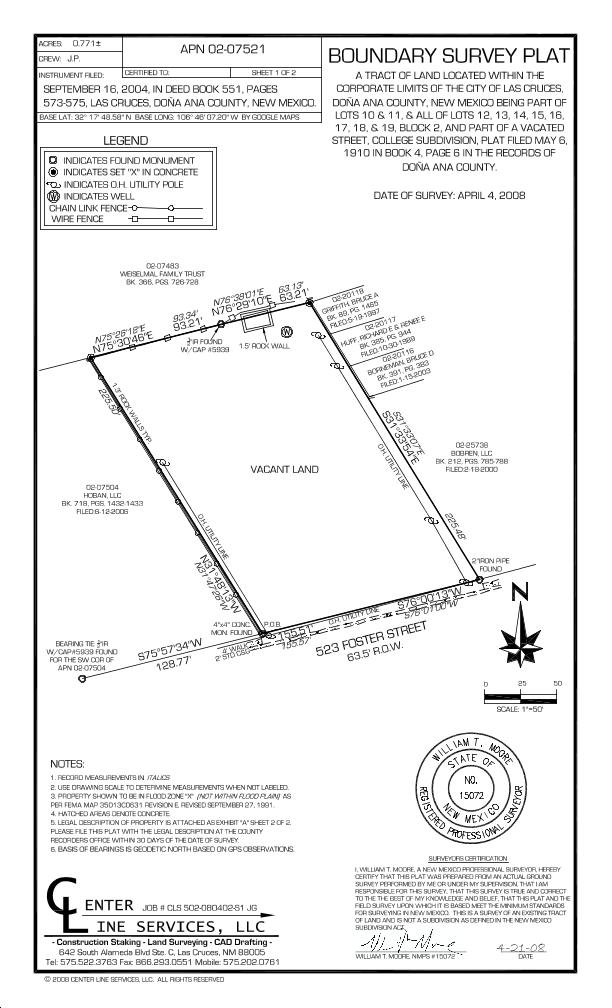 ACRES: 0.771±
CREW: J.P.
APN 02-07521
INSTRUMENT FILED:
CERTIFIED TO:
SHEET 1 OF 2
SEPTEMBER 16, 2004, IN DEED BOOK 551, PAGES
573-575, LAS CRUCES, DOÑA ANA COUNTY, NEW MEXICO.
BASE LAT: 32° 17' 48.58" N BASE LONG: 106° 46' 07.20" W BY GOOGLE MAPS
BOUNDARY SURVEY PLAT
A TRACT OF LAND LOCATED WITHIN THE
CORPORATE LIMITS OF THE CITY OF LAS CRUCES,
DOÑA ANA COUNTY, NEW MEXICO BEING PART OF
LOTS 10 & 11, & ALL OF LOTS 12, 13, 14, 15, 16,
17, 18, & 19, BLOCK 2, AND PART OF A VACATED
STREET, COLLEGE SUBDIVISION, PLAT FILED MAY 6,
1910 IN BOOK 4, PAGE 6 IN THE RECORDS OF
DOÑA ANA COUNTY.
DATE OF SURVEY: APRIL 4, 2008
LEGEND
INDICATES FOUND MONUMENT
INDICATES SET "X" IN CONCRETE
INDICATES O.H. UTILITY POLE
W INDICATES WELL
CHAIN LINK FENCE
WIRE FENCE
02-07483
WEISELMAL FAMILY TRUST
BK. 366, PGS. 726-728
N75°26'12"E
93.34'
N75°30'46"E
93.21'
N76°38'01"E
63.13'
N76°29'10"E
63.21'
½"IR FOUND
W/CAP #5939
1.5' ROCK WALL
W
02-20118
GRIFFITH, BRUCE A
BK. 89, PG. 1465
FILED:5-19-1997
02-20117
HUFF, RICHARD E & RENEE E
BK. 385, PG. 944
FILED:10-30-1989
02-20116
BORNEMAN, BRUCE D
BK. 391, PG. 383
FILED:1-15-2003
1.3' ROCK WALLS TYP.
225.50'
VACANT LAND
S31°33'07"E
S31°33'54"E
O.H. UTILITY LINE
02-25738
BOBREN, LLC
BK. 212, PGS. 785-788
FILED:2-18-2000
02-07504
HOBAN, LLC
BK. 718, PGS. 1432-1433
FILED:6-12-2006
O.H. UTILITY LINE
225.48'
N31°48'13"W
N31°47'26"W
2"IRON PIPE
FOUND
4"x4" CONC.
MON. FOUND
P.O.B.
155.51'
155.57'
O.H. UTILITY LINE
S76°00'13"W
S76°01'00"W
4' WALK
2' STD. C&G
523 FOSTER STREET
63.5' R.O.W.
BEARING TIE ½"IR
W/CAP#5939 FOUND
FOR THE SW COR OF
APN 02-07504
S75°57'34"W
128.77'
N
0 25 50
SCALE: 1"=50'
NOTES:
1. RECORD MEASUREMENTS IN ITALICS
2. USE DRAWING SCALE TO DETERMINE MEASUREMENTS WHEN NOT LABELED.
3. PROPERTY SHOWN TO BE IN FLOOD ZONE "X" (NOT WITHIN FLOOD PLAIN) AS
PER FEMA MAP 35013C0631 REVISION E, REVISED SEPTEMBER 27, 1991.
4. HATCHED AREAS DENOTE CONCRETE
5. LEGAL DESCRIPTION OF PROPERTY IS ATTACHED AS EXHIBIT "A" SHEET 2 OF 2.
PLEASE FILE THIS PLAT WITH THE LEGAL DESCRIPTION AT THE COUNTY
RECORDERS OFFICE WITHIN 30 DAYS OF THE DATE OF SURVEY.
6. BASIS OF BEARINGS IS GEODETIC NORTH BASED ON GPS OBSERVATIONS.
WILLIAM T. MOORE
STATE OF
NO.
15072
NEW MEXICO
REGISTERED PROFESSIONAL SURVEYOR
SURVEYORS CERTIFICATION
I, WILLIAM T. MOORE, A NEW MEXICO PROFESSIONAL SURVEYOR, HEREBY
CERTIFY THAT THIS PLAT WAS PREPARED FROM AN ACTUAL GROUND
SURVEY PERFORMED BY ME OR UNDER MY SUPERVISION, THAT I AM
RESPONSIBLE FOR THIS SURVEY, THAT THIS SURVEY IS TRUE AND CORRECT
TO THE THE BEST OF MY KNOWLEDGE AND BELIEF, THAT THIS PLAT AND THE
FIELD SURVEY UPON WHICH IT IS BASED MEET THE MINIMUM STANDARDS
FOR SURVEYING IN NEW MEXICO. THIS IS A SURVEY OF AN EXISTING TRACT
OF LAND AND IS NOT A SUBDIVISION AS DEFINED IN THE NEW MEXICO
SUBDIVISION ACT.
4-21-08
WILLIAM T. MOORE, NMPS #15072
DATE
CENTER
JOB # CLS 502-080402-51 JG
LINE SERVICES, LLC
- Construction Staking - Land Surveying - CAD Drafting -
642 South Alameda Blvd Ste. C, Las Cruces, NM 88005
Tel: 575.522.3763 Fax: 866.293.0551 Mobile: 575.202.0761
© 2008 CENTER LINE SERVICES, LLC. ALL RIGHTS RESERVED